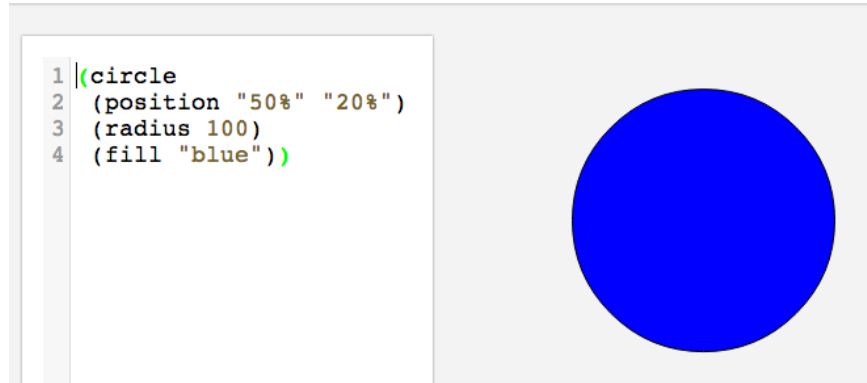 1 (circle
2 (position "50%" "20%")
3 (radius 100)
4 (fill "blue"))